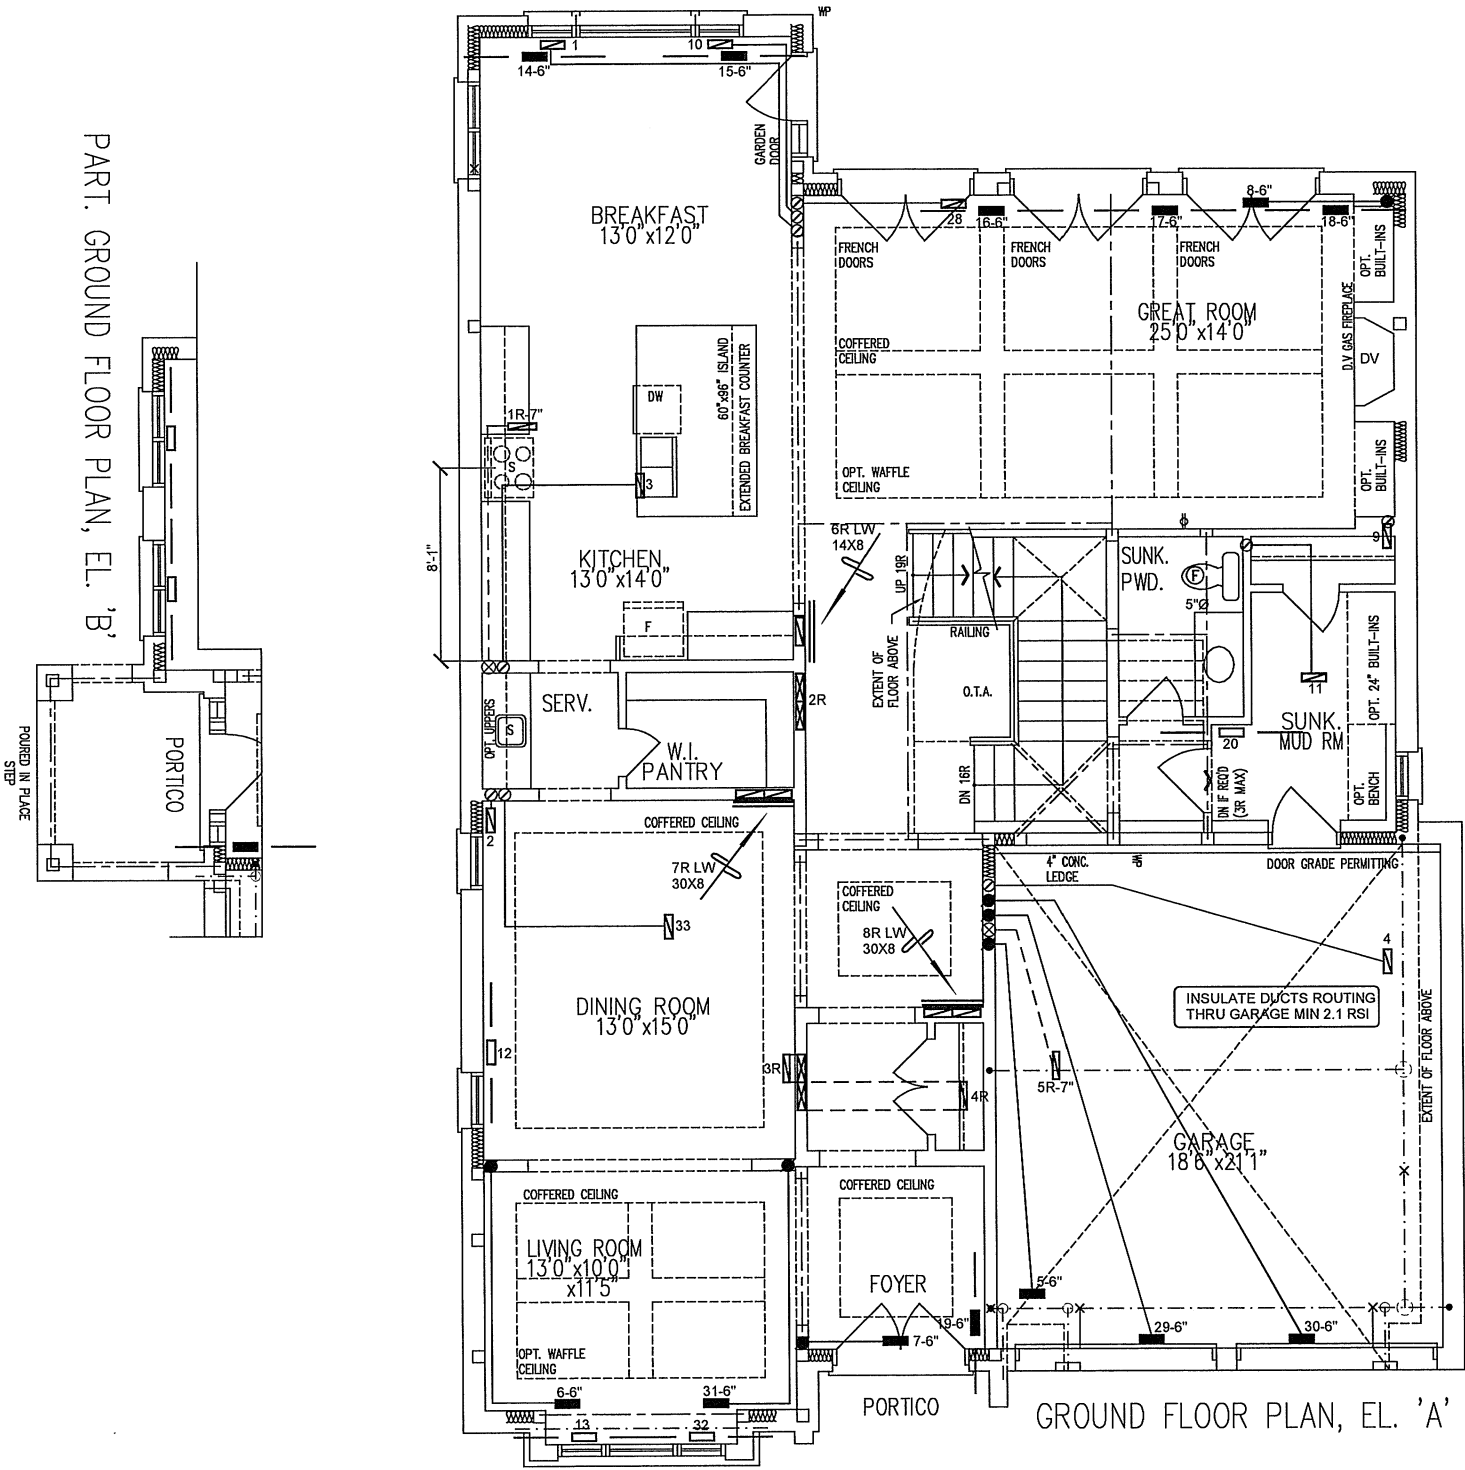 WP
1
10
14-6"
15-6"
GARDEN
DOOR
BREAKFAST
13'0"x12'0"
28
16-6"
17-6"
8-6"
18-6"
FRENCH
DOORS
FRENCH
DOORS
FRENCH
DOORS
OPT.
BUILT-INS
GREAT ROOM
25'0"x14'0"
D.V GAS FIREPLACE
DV
COFFERED
CEILING
OPT. WAFFLE
CEILING
OPT.
BUILT-INS
60"x96" ISLAND
EXTENDED BREAKFAST COUNTER
DW
1R-7"
S
3
8'-1"
KITCHEN
13'0"x14'0"
F
6R LW
14X8
UP 19R
RAILING
EXTENT OF
FLOOR ABOVE
O.T.A.
DN 16R
SUNK.
PWD.
F
5"Ø
9
11
OPT. 24" BUILT-INS
SUNK.
MUD RM
20
DN IF REQ'D
(3R MAX)
OPT.
BENCH
SERV.
OPT. UPPERS
S
W.I.
PANTRY
2R
2
COFFERED CEILING
7R LW
30X8
33
DINING ROOM
13'0"x15'0"
12
3R
4R
COFFERED
CEILING
8R LW
30X8
4" CONC.
LEDGE
DOOR GRADE PERMITTING
4
INSULATE DUCTS ROUTING
THRU GARAGE MIN 2.1 RSI
EXTENT OF FLOOR ABOVE
5R-7"
GARAGE
18'6"x21'1"
5-6"
29-6"
30-6"
COFFERED CEILING
LIVING ROOM
13'0"x10'0"
x11'5"
OPT. WAFFLE
CEILING
6-6"
31-6"
13
32
COFFERED CEILING
FOYER
19-6"
7-6"
PORTICO
GROUND FLOOR PLAN, EL. 'A'
PART. GROUND FLOOR PLAN, EL. 'B'
PORTICO
POURED IN PLACE
STEP